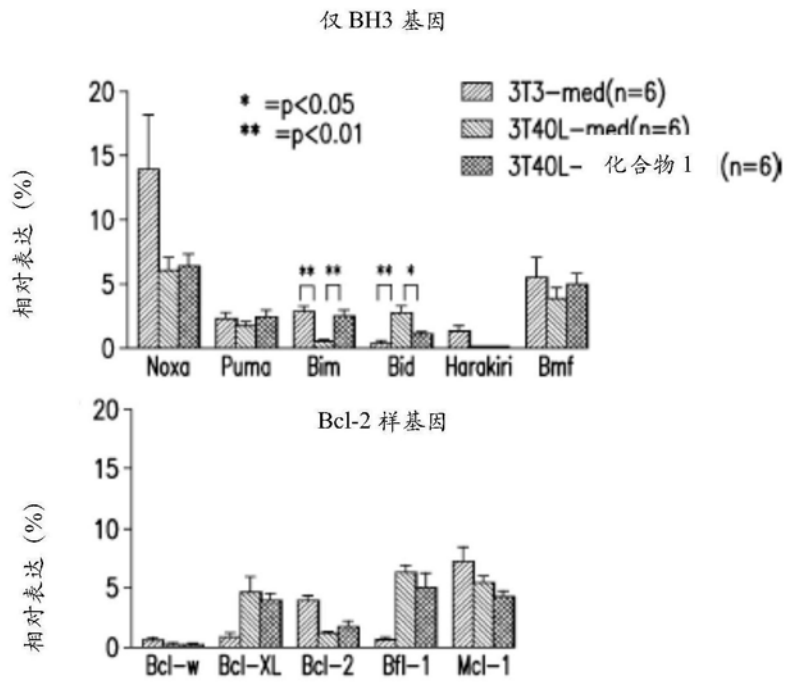 仅 BH3 基因
相对表达 (%)
20
15
10
5
0
* =p<0.05
** =p<0.01
3T3-med(n=6)
3T40L-med(n=6)
3T40L- 化合物 1 (n=6)
** ** ** *
Noxa Puma Bim Bid Harakiri Bmf
Bcl-2 样基因
相对表达 (%)
20
15
10
5
0
Bcl-w Bcl-XL Bcl-2 Bfl-1 Mcl-1